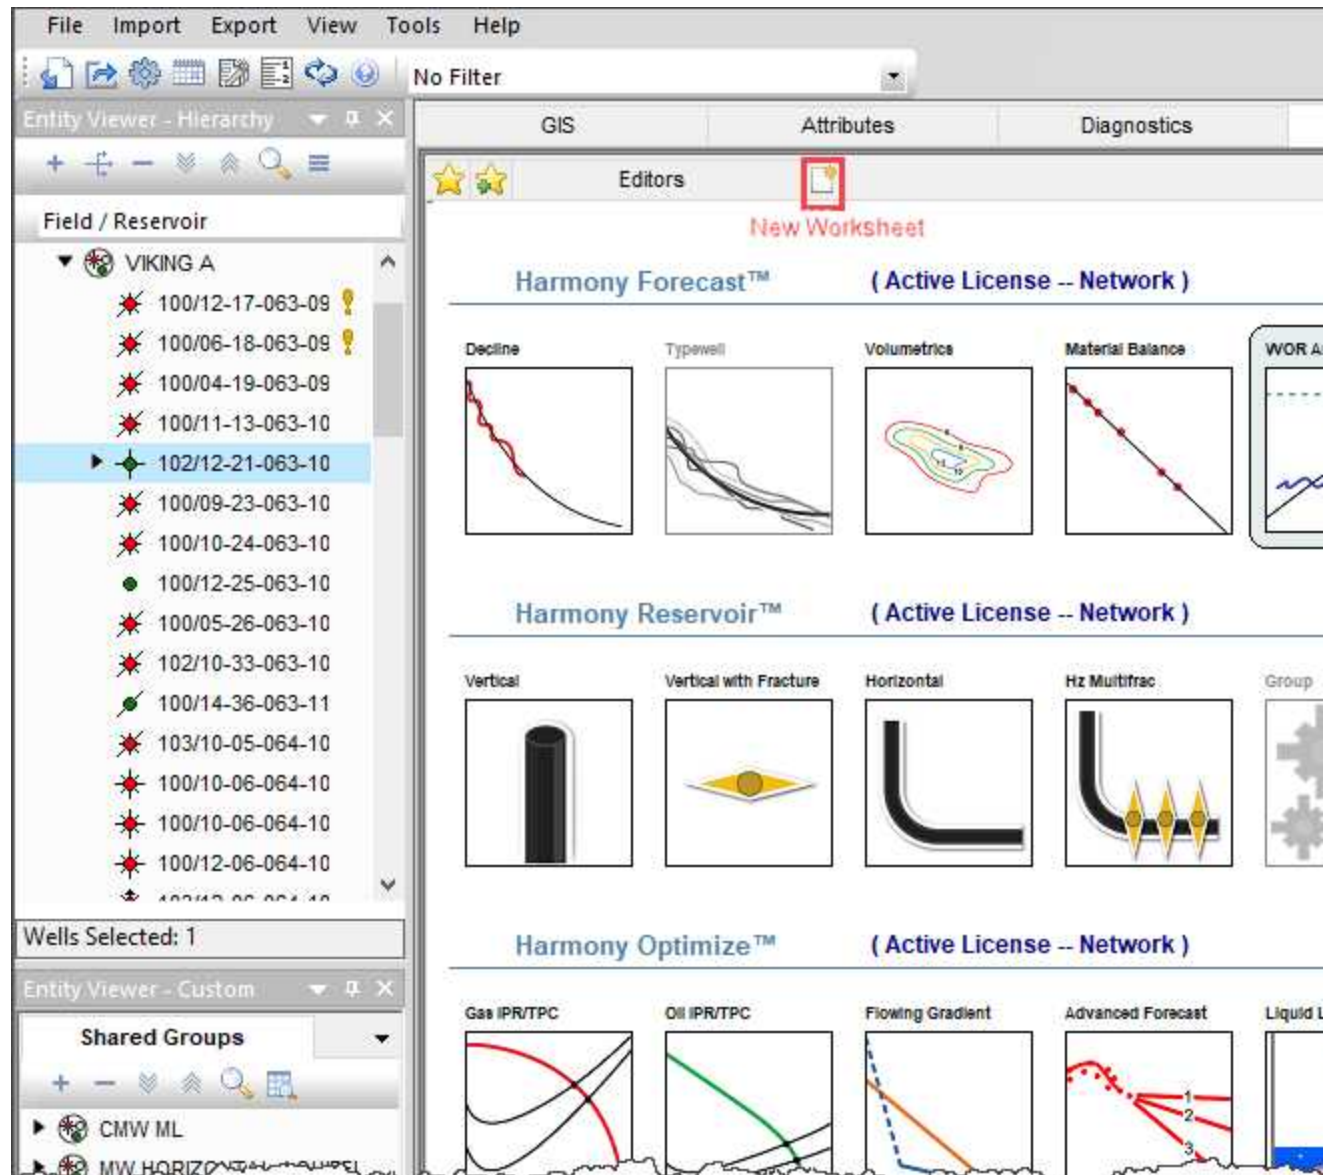 File Import Export View Tools Help
No Filter
Entity Viewer - Hierarchy
GIS Attributes Diagnostics
Editors
Field / Reservoir
New Worksheet
VIKING A
Harmony Forecast™ ( Active License -- Network )
100/12-17-063-09
100/06-18-063-09
Decline Typewell Volumetrics Material Balance WOR
100/04-19-063-09
100/11-13-063-10
102/12-21-063-10
100/09-23-063-10
100/10-24-063-10
100/12-25-063-10
Harmony Reservoir™ ( Active License -- Network )
100/05-26-063-10
102/10-33-063-10
Vertical Vertical with Fracture Horizontal Hz Multifrac Group
100/14-36-063-11
103/10-05-064-10
100/10-06-064-10
100/10-06-064-10
100/12-06-064-10
Wells Selected: 1
Harmony Optimize™ ( Active License -- Network )
Entity Viewer - Custom
Gas IPR/TPC Oil IPR/TPC Flowing Gradient Advanced Forecast Liquid
Shared Groups
1
2
3
CMW ML
MW HORIZONTAL